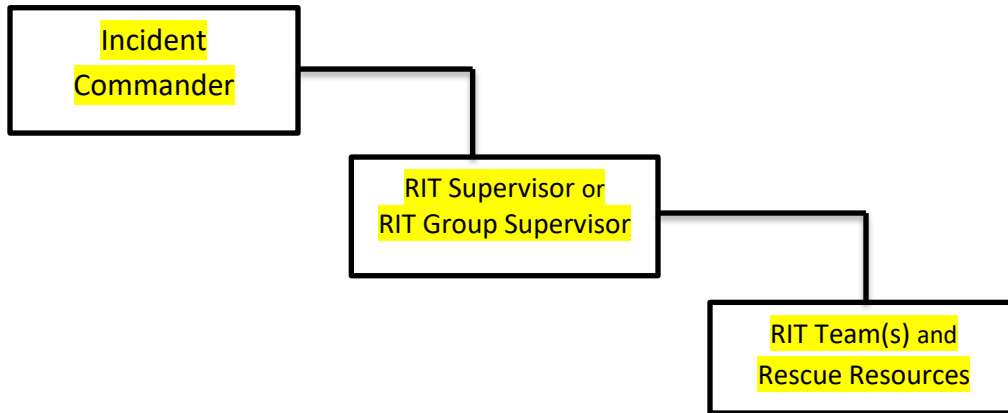 Incident
Commander
RIT Supervisor or
RIT Group Supervisor
RIT Team(s) and
Rescue Resources